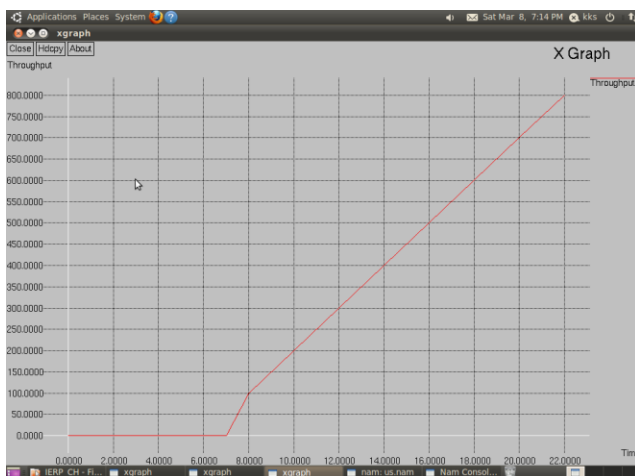 Applications Places System ? Sat Mar 8, 7:14 PM kks
xgraph
Close Hdcpy About
X Graph
Throughput
Throughput
800.0000
750.0000
700.0000
650.0000
600.0000
550.0000
500.0000
450.0000
400.0000
350.0000
300.0000
250.0000
200.0000
150.0000
100.0000
50.0000
0.0000
Tim
0.0000 2.0000 4.0000 6.0000 8.0000 10.0000 12.0000 14.0000 16.0000 18.0000 20.0000 22.0000
IERP_CH - Fi... xgraph xgraph xgraph nam: us.nam Nam Consol...